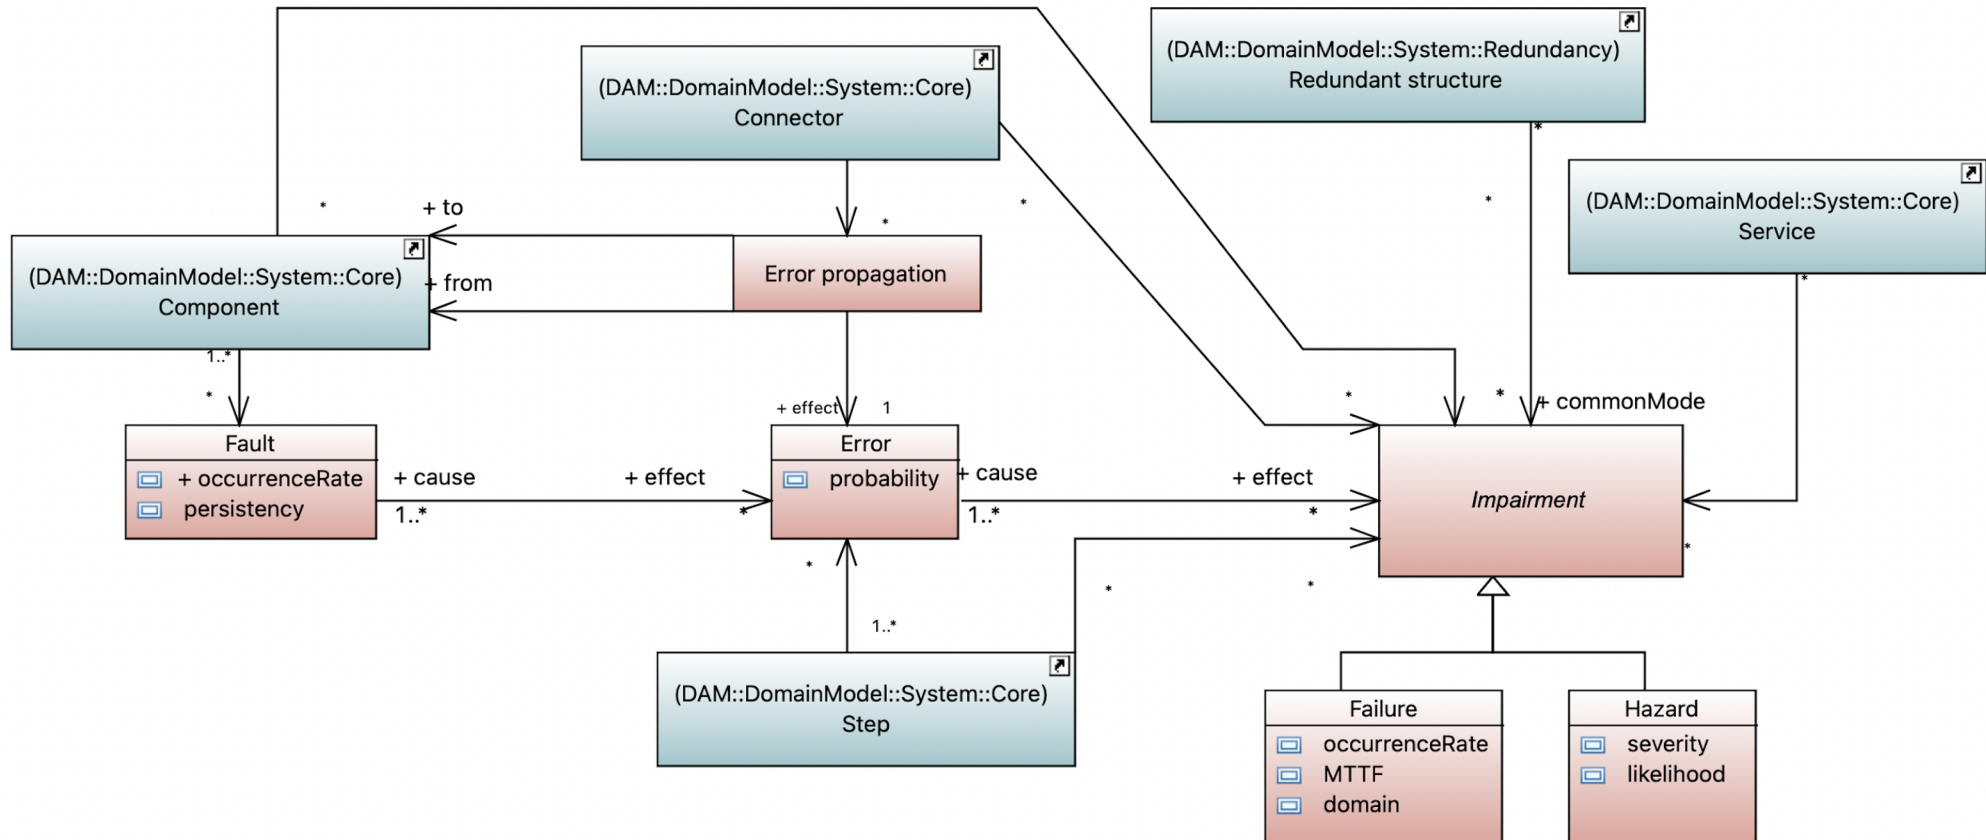 (DAM::DomainModel::System::Redundancy)
Redundant structure
*
(DAM::DomainModel::System::Core)
Connector
(DAM::DomainModel::System::Core)
Service
*
*
*
*
*
+ to
Error propagation
(DAM::DomainModel::System::Core)
Component
+ from
1..*
*
+ effect
1
*
*
+ commonMode
Fault
+ occurrenceRate
persistency
+ cause
1..*
+ effect
*
Error
probability
+ cause
1..*
+ effect
*
Impairment
*
*
1..*
*
*
(DAM::DomainModel::System::Core)
Step
Failure
occurrenceRate
MTTF
domain
Hazard
severity
likelihood